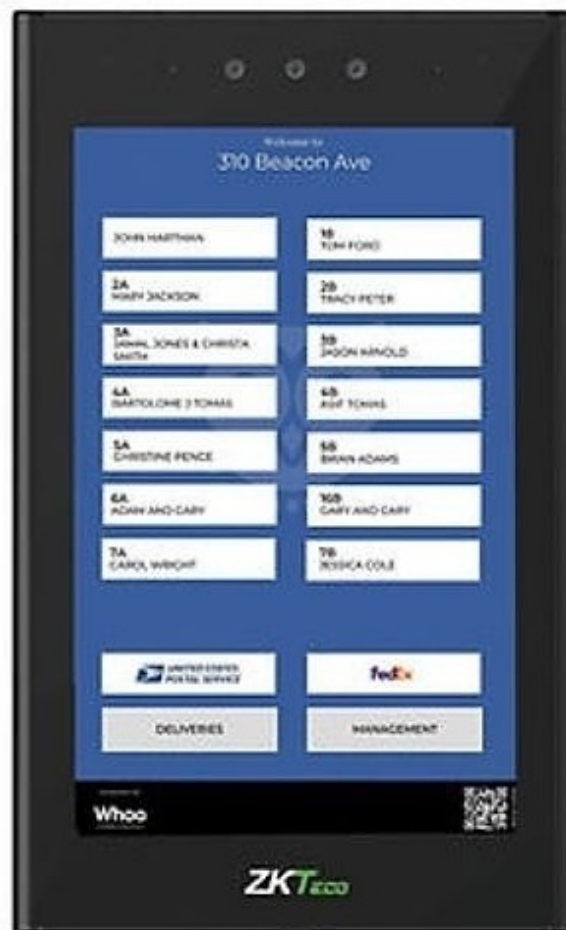 Welcome to
310 Beacon Ave
JOHN HARTMAN
1B
TOM FORD
2A
MARY JACKSON
2B
TRACY PETER
3A
JAMAL JONES & CHRISTA
SMITH
3B
JASON ARNOLD
4A
BARTOLOME J TOMAS
4B
TOMAS
5A
CHRISTINE PENCE
5B
BRIAN ADAMS
6A
ADAM AND GARY
16B
GARY AND GARY
7A
CAROL WRIGHT
7B
JESSICA COLE
UNITED STATES
POSTAL SERVICE
FedEx
DELIVERIES
MANAGEMENT
Whoo
ZKTECO